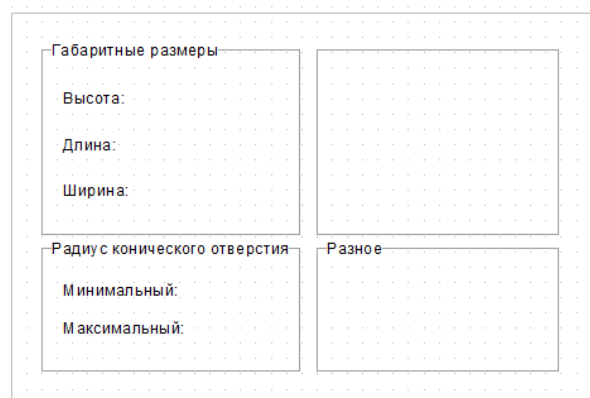 Габаритные размеры
Высота:
Длина:
Ширина:
Радиус конического отверстия
Минимальный:
Максимальный:
Разное